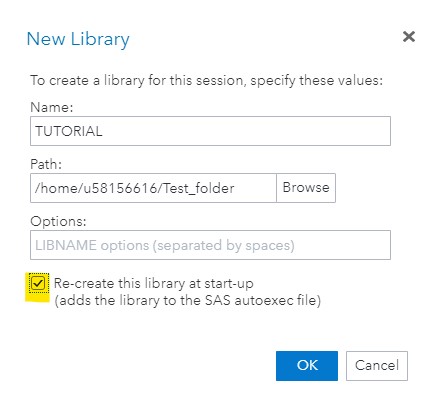 New Library
To create a library for this session, specify these values:
Name:
TUTORIAL
Path:
/home/u58156616/Test_folder
Browse
Options:
LIBNAME options (separated by spaces)
Re-create this library at start-up
(adds the library to the SAS autoexec file)
OK
Cancel